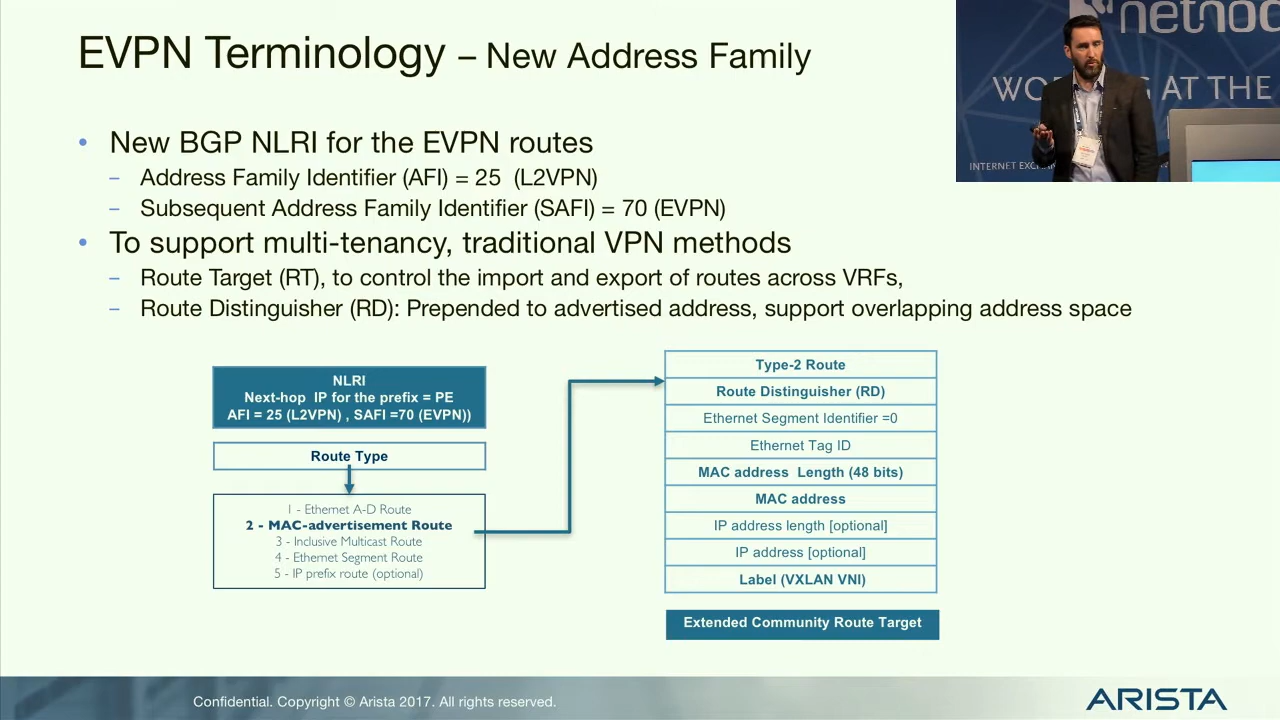 EVPN Terminology – New Address Family
• New BGP NLRI for the EVPN routes
– Address Family Identifier (AFI) = 25 (L2VPN)
– Subsequent Address Family Identifier (SAFI) = 70 (EVPN)
• To support multi-tenancy, traditional VPN methods
– Route Target (RT), to control the import and export of routes across VRFs,
– Route Distinguisher (RD): Prepended to advertised address, support overlapping address space
NLRI
Next-hop IP for the prefix = PE
AFI = 25 (L2VPN) , SAFI =70 (EVPN))
Route Type
1 - Ethernet A-D Route
2 - MAC-advertisement Route
3 - Inclusive Multicast Route
4 - Ethernet Segment Route
5 - IP prefix route (optional)
Type-2 Route
Route Distinguisher (RD)
Ethernet Segment Identifier =0
Ethernet Tag ID
MAC address Length (48 bits)
MAC address
IP address length [optional]
IP address [optional]
Label (VXLAN VNI)
Extended Community Route Target
netnod
AT THE
INTERNET
Confidential. Copyright © Arista 2017. All rights reserved.
ARISTA